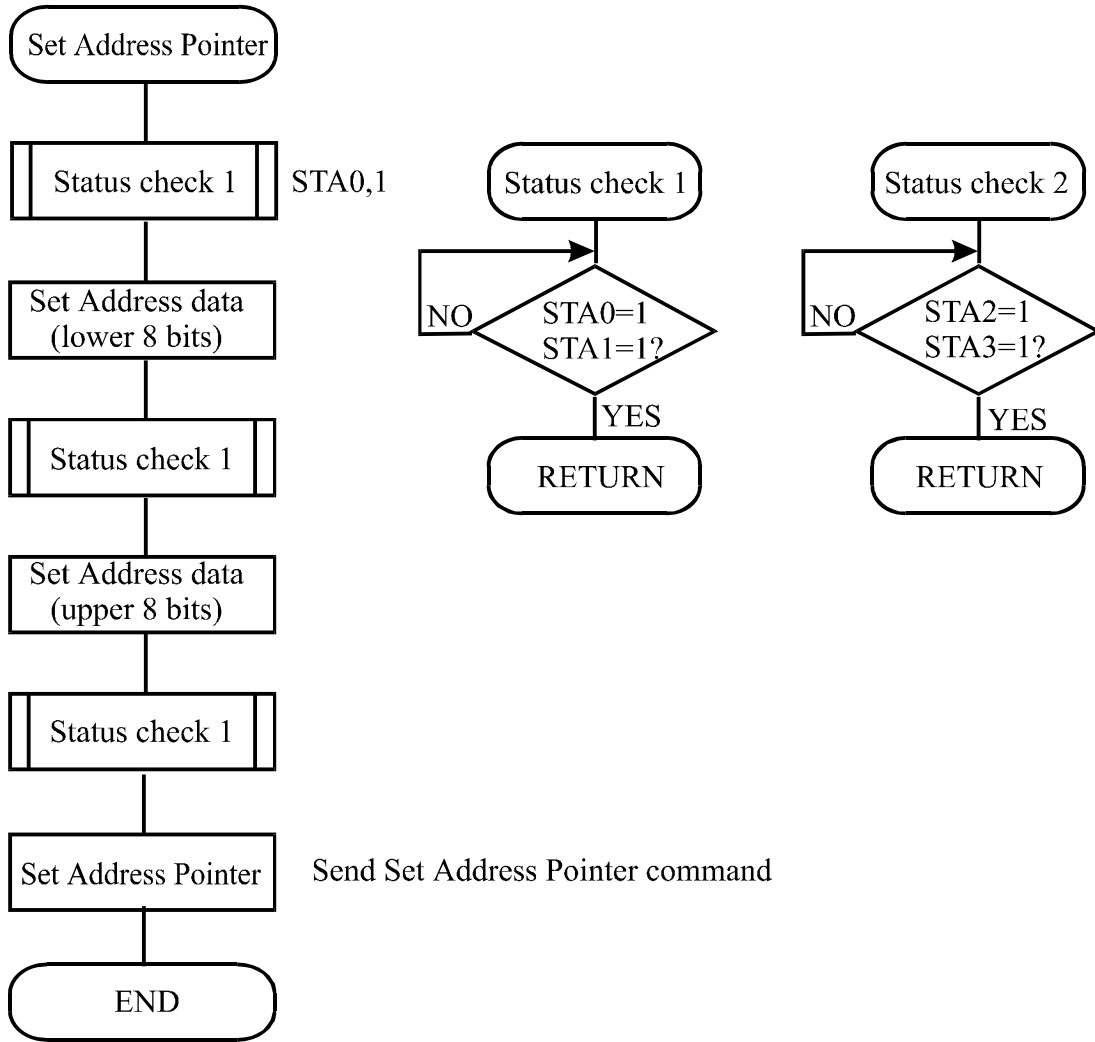 Set Address Pointer
Status check 1
STA0,1
Set Address data
(lower 8 bits)
Status check 1
Set Address data
(upper 8 bits)
Status check 1
Set Address Pointer
Send Set Address Pointer command
END
Status check 1
NO
STA0=1
STA1=1?
YES
RETURN
Status check 2
NO
STA2=1
STA3=1?
YES
RETURN